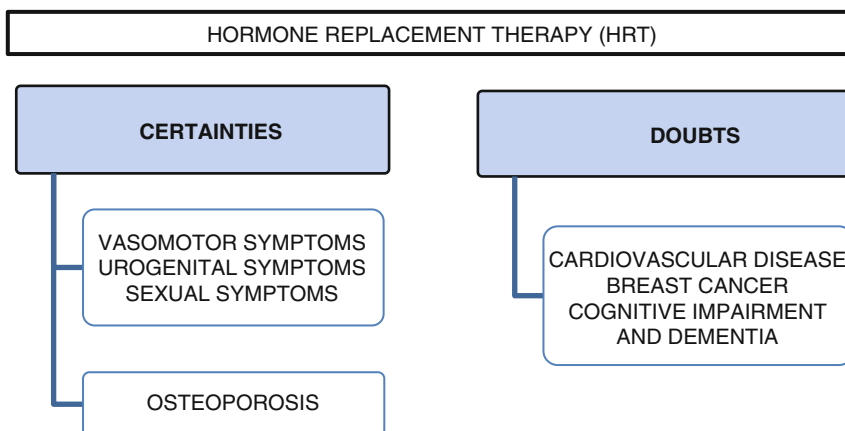 HORMONE REPLACEMENT THERAPY (HRT)
CERTAINTIES
VASOMOTOR SYMPTOMS
UROGENITAL SYMPTOMS
SEXUAL SYMPTOMS
OSTEOPOROSIS
DOUBTS
CARDIOVASCULAR DISEASE
BREAST CANCER
COGNITIVE IMPAIRMENT
AND DEMENTIA